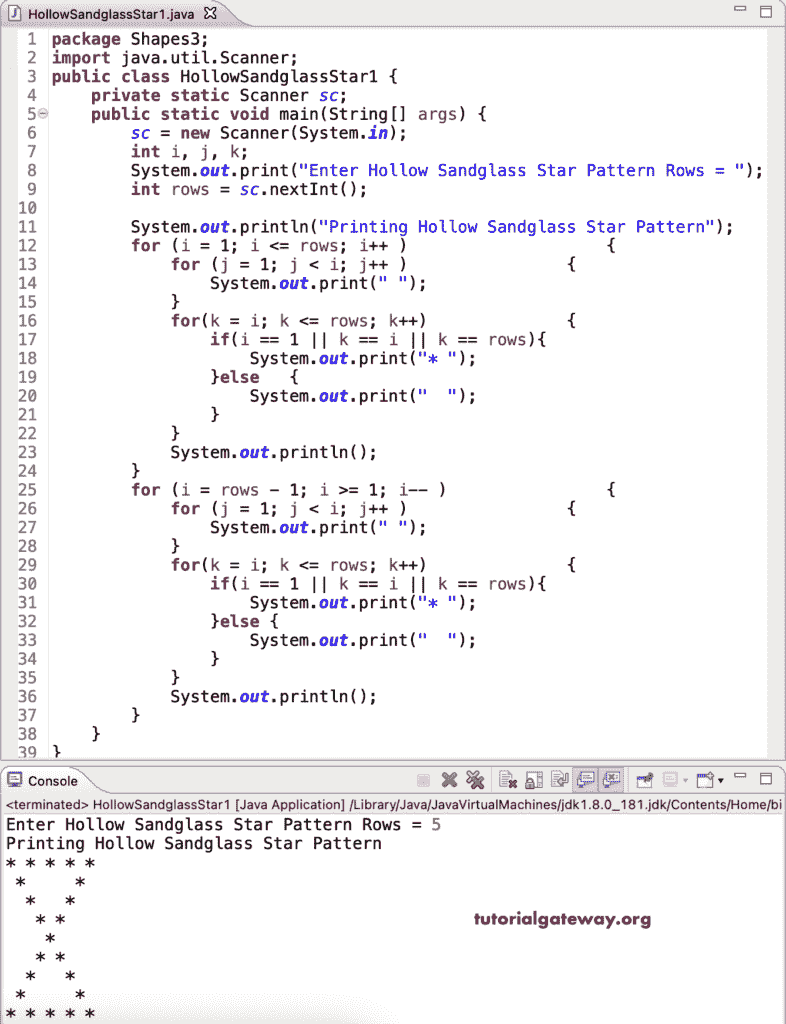 HollowSandglassStar1.java
1 package Shapes3;
2 import java.util.Scanner;
3 public class HollowSandglassStar1 {
4     private static Scanner sc;
5     public static void main(String[] args) {
6         sc = new Scanner(System.in);
7         int i, j, k;
8         System.out.print("Enter Hollow Sandglass Star Pattern Rows = ");
9         int rows = sc.nextInt();
10
11         System.out.println("Printing Hollow Sandglass Star Pattern");
12         for (i = 1; i <= rows; i++ )                    {
13             for (j = 1; j < i; j++ )                {
14                 System.out.print(" ");
15             }
16             for(k = i; k <= rows; k++)              {
17                 if(i == 1 || k == i || k == rows){
18                     System.out.print("* ");
19                 }else   {
20                     System.out.print("  ");
21                 }
22             }
23             System.out.println();
24         }
25         for (i = rows - 1; i >= 1; i-- )                {
26             for (j = 1; j < i; j++ )                {
27                 System.out.print(" ");
28             }
29             for(k = i; k <= rows; k++)              {
30                 if(i == 1 || k == i || k == rows){
31                     System.out.print("* ");
32                 }else {
33                     System.out.print("  ");
34                 }
35             }
36             System.out.println();
37         }
38     }
39 }
Console
<terminated> HollowSandglassStar1 [Java Application] /Library/Java/JavaVirtualMachines/jdk1.8.0_181.jdk/Contents/Home/bi
Enter Hollow Sandglass Star Pattern Rows = 5
Printing Hollow Sandglass Star Pattern
* * * * *
 *     *
  *   *
   * *
    *
   * *
  *   *
 *     *
* * * * *
tutorialgateway.org